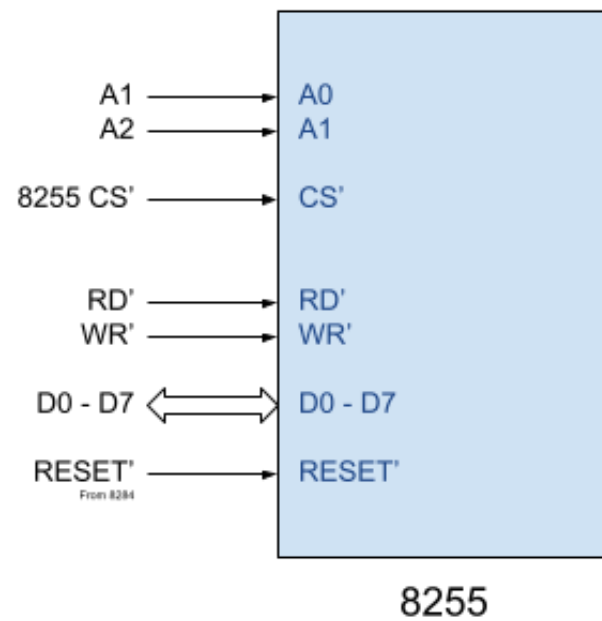 A1 A0
A2 A1
8255 CS' CS'
RD' RD'
WR' WR'
D0 - D7 D0 - D7
RESET' RESET'
From 8284
8255